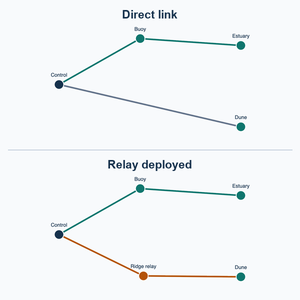 Direct link
Buoy
Estuary
Control
Dune
Relay deployed
Buoy
Estuary
Control
Ridge relay
Dune